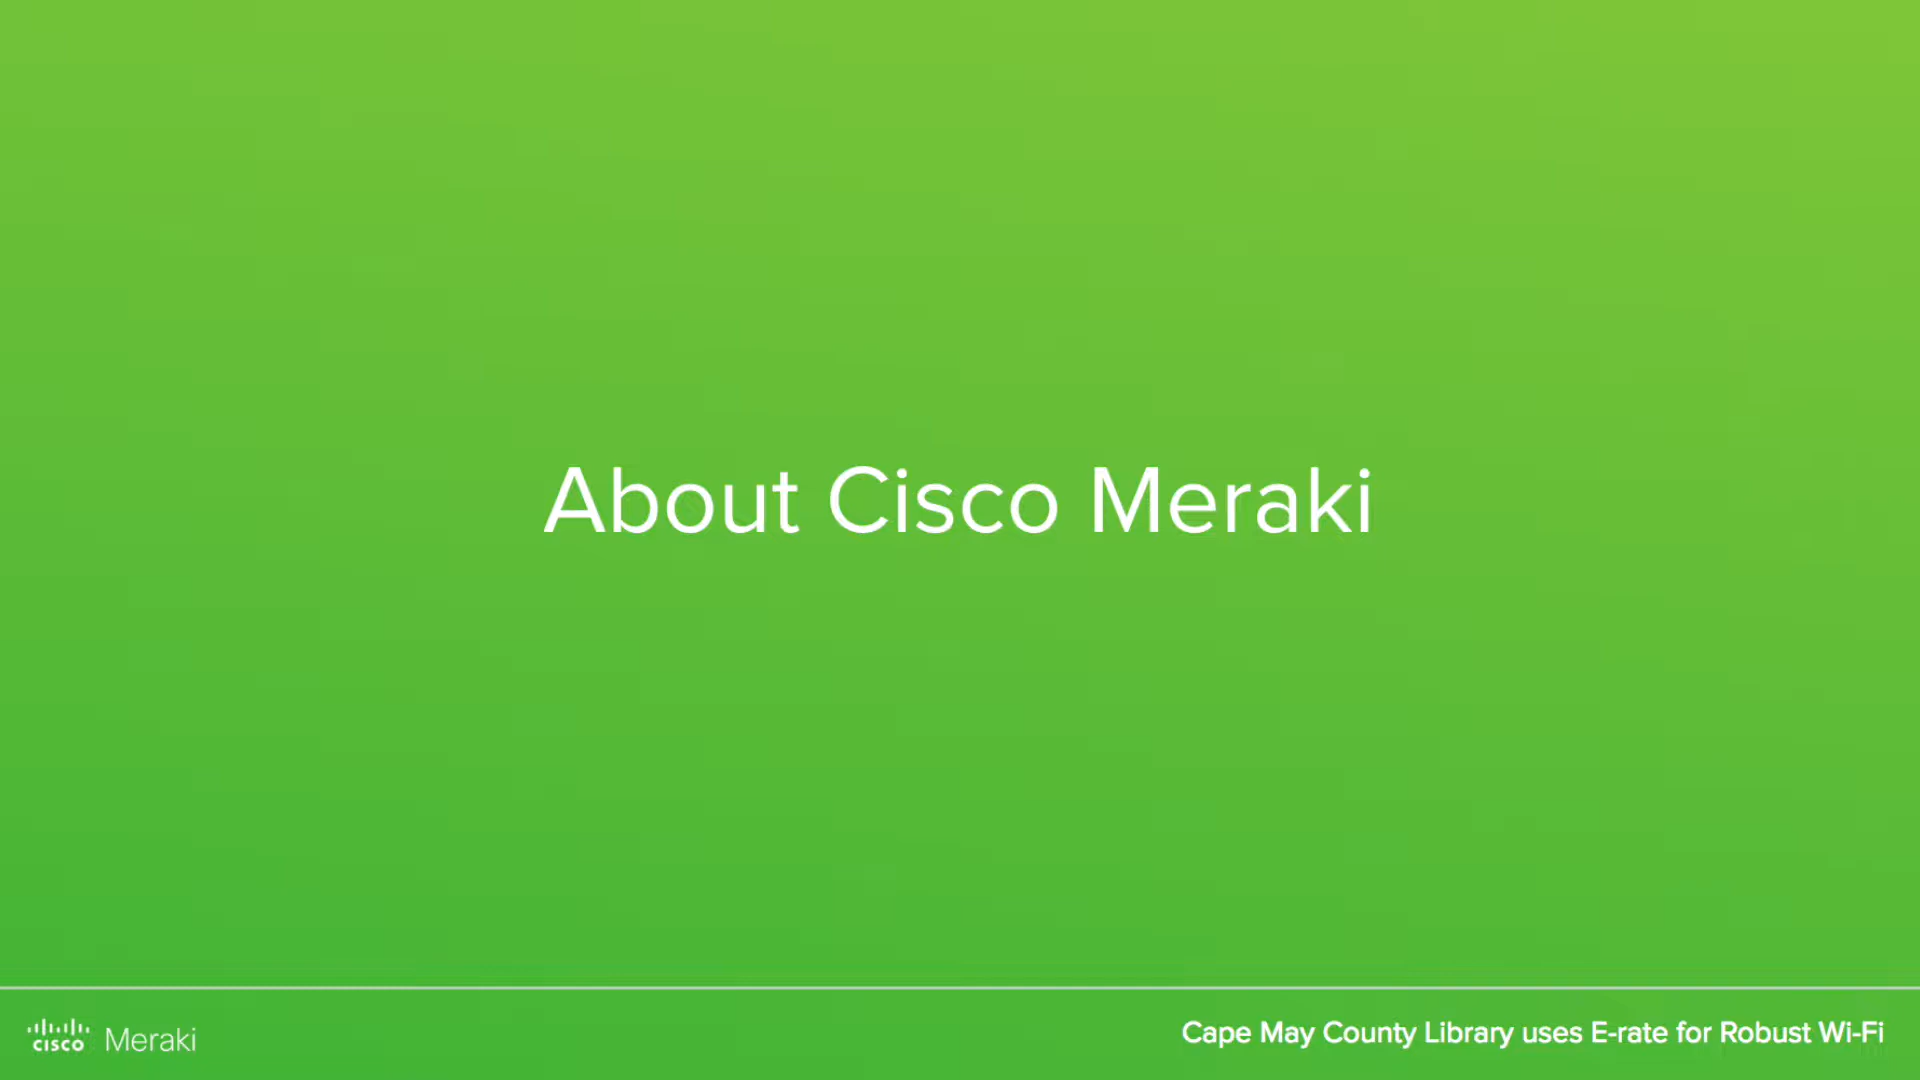 About Cisco Meraki
cisco Meraki
Cape May County Library uses E-rate for Robust Wi-Fi